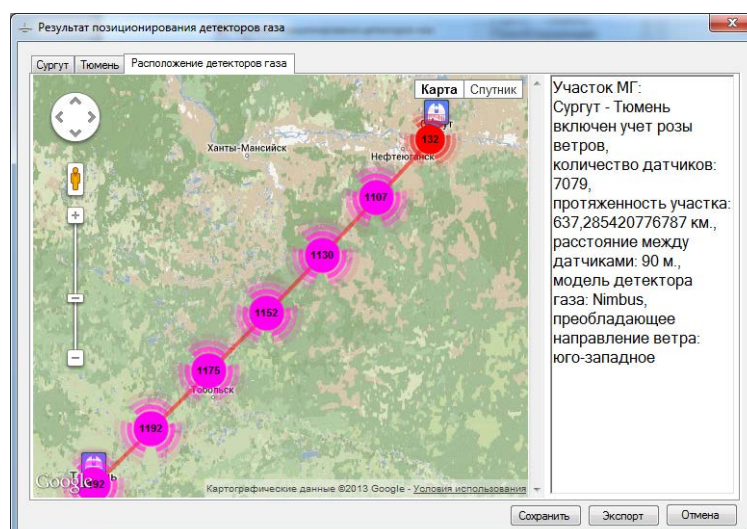 Результат позиционирования детекторов газа
Сургут Тюмень Расположение детекторов газа
Карта Спутник
Ханты-Мансийск
Нефтеюганск
132
1107
1130
1152
1175
Тобольск
1192
Google
Картографические данные ©2013 Google - Условия использования
Участок МГ:
Сургут - Тюмень
включен учет розы
ветров,
количество датчиков:
7079,
протяженность участка:
637,285420776787 км.,
расстояние между
датчиками: 90 м.,
модель детектора
газа: Nimbus,
преобладающее
направление ветра:
юго-западное
Сохранить Экспорт Отмена